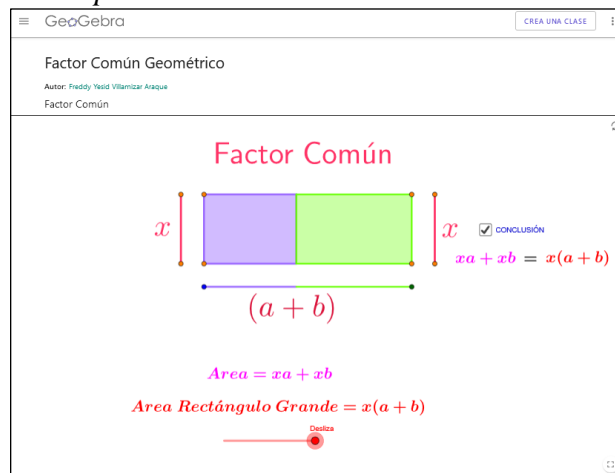 GeoGebra
CREA UNA CLASE
Factor Común Geométrico
Autor: Freddy Yesid Villamizar Araque
Factor Común
Factor Común
x
x
CONCLUSIÓN
xa + xb = x(a + b)
(a + b)
Area = xa + xb
Area Rectángulo Grande = x(a + b)
Desliza